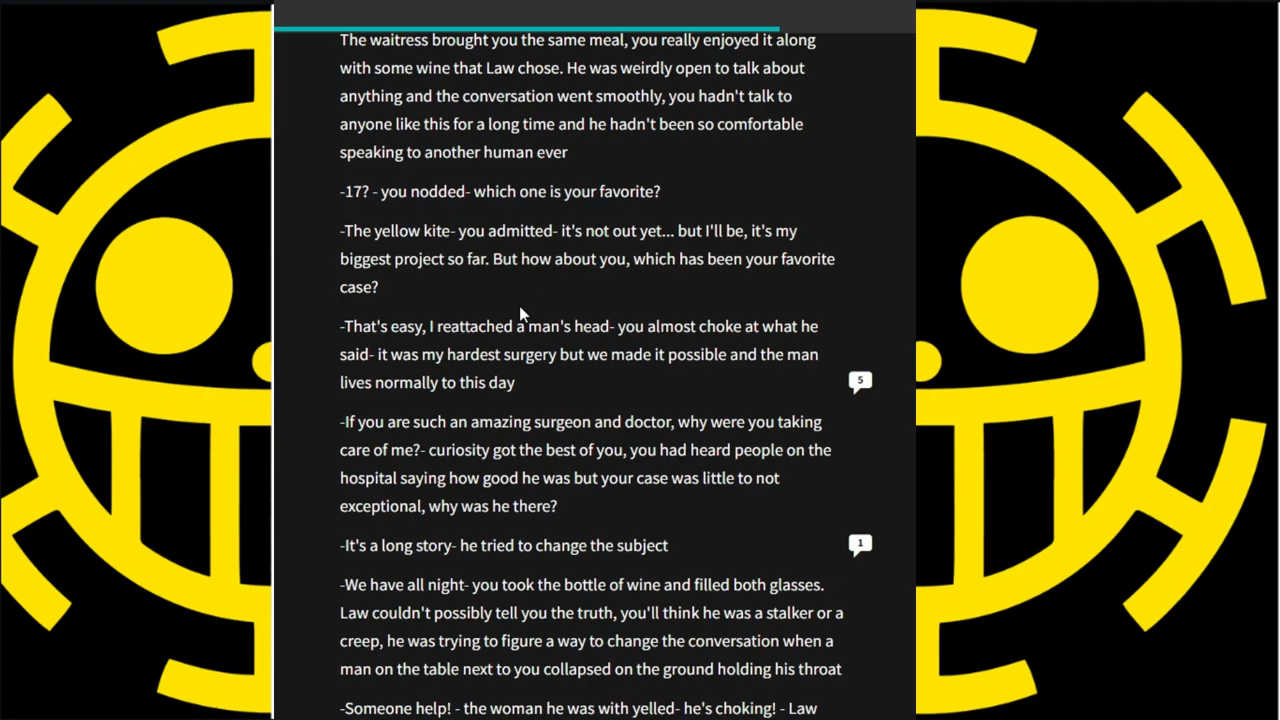 The waitress brought you the same meal, you really enjoyed it along
with some wine that Law chose. He was weirdly open to talk about
anything and the conversation went smoothly, you hadn't talk to
anyone like this for a long time and he hadn't been so comfortable
speaking to another human ever
-17? - you nodded- which one is your favorite?
-The yellow kite- you admitted- it's not out yet... but I'll be, it's my
biggest project so far. But how about you, which has been your favorite
case?
-That's easy, I reattached a man's head- you almost choke at what he
said- it was my hardest surgery but we made it possible and the man
lives normally to this day
5
-If you are such an amazing surgeon and doctor, why were you taking
care of me?- curiosity got the best of you, you had heard people on the
hospital saying how good he was but your case was little to not
exceptional, why was he there?
-It's a long story- he tried to change the subject
1
-We have all night- you took the bottle of wine and filled both glasses.
Law couldn't possibly tell you the truth, you'll think he was a stalker or a
creep, he was trying to figure a way to change the conversation when a
man on the table next to you collapsed on the ground holding his throat
-Someone help! - the woman he was with yelled- he's choking! - Law